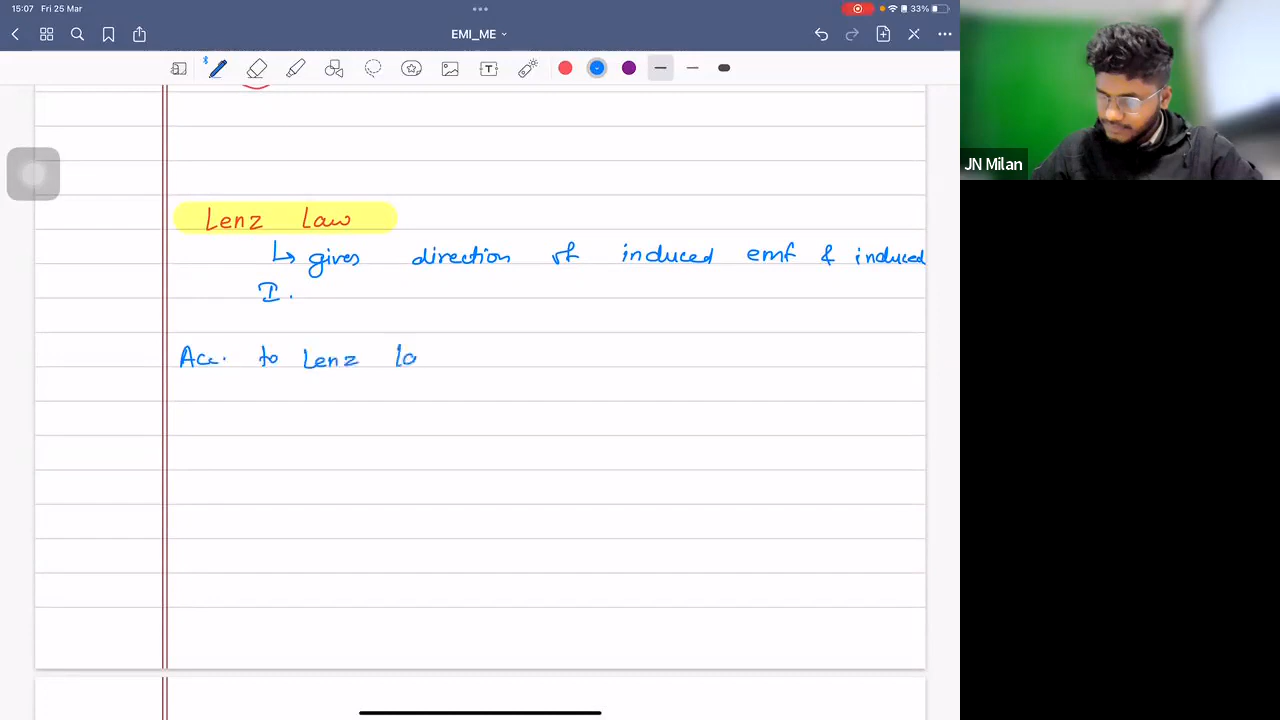 15:07 Fri 25 Mar
33%
EMI_ME
JN Milan
Lenz Law
↳ gives direction of induced emf & induced
I.
Acc. to Lenz la